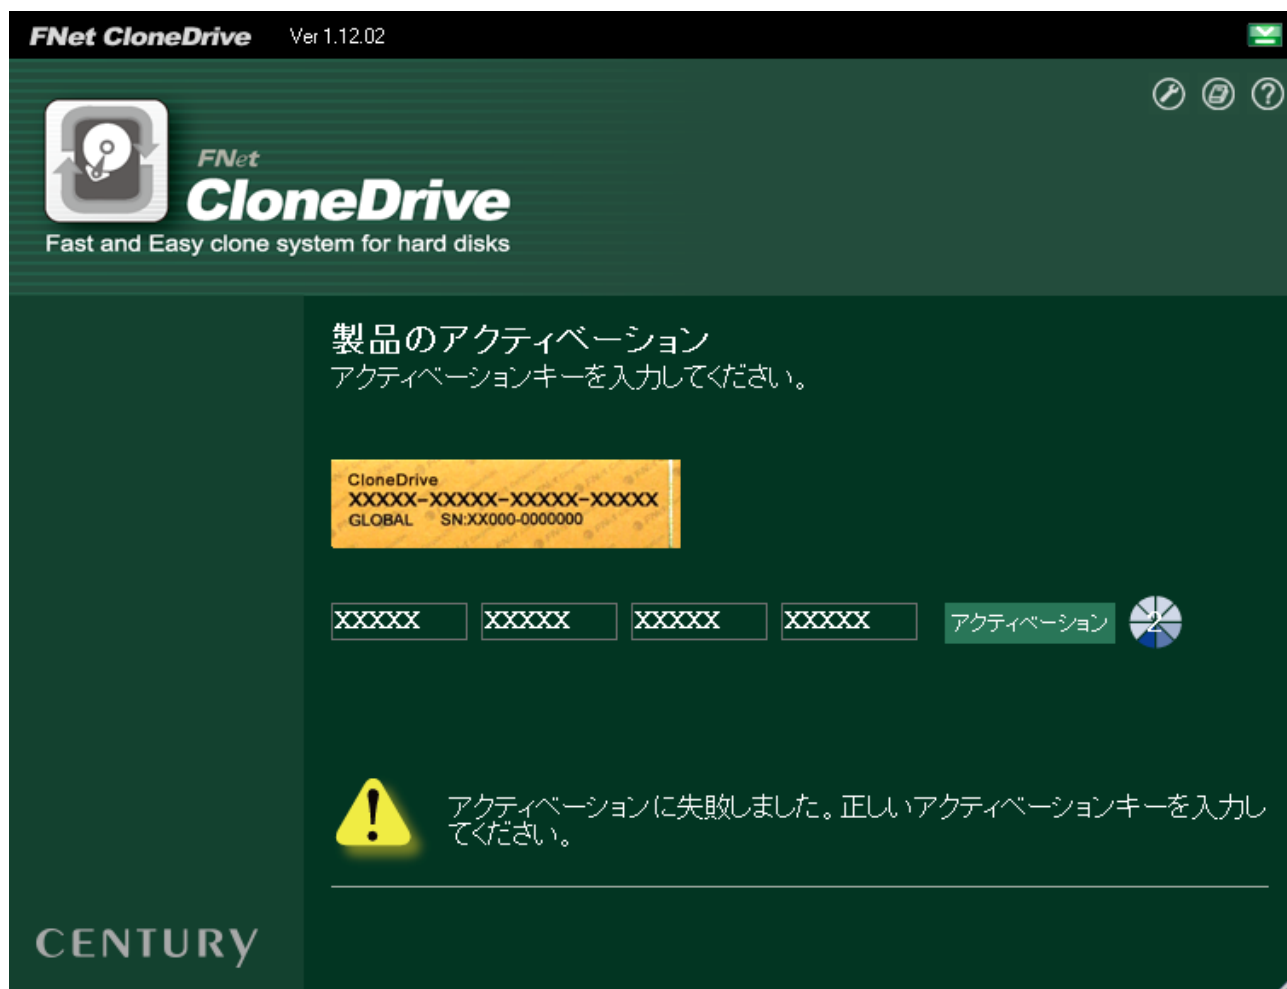 FNet CloneDrive Ver 1.12.02
FNet
CloneDrive
Fast and Easy clone system for hard disks
製品のアクティベーション
アクティベーションキーを入力してください。
CloneDrive
XXXXX-XXXXX-XXXXX-XXXXX
GLOBAL SN:XX000-0000000
XXXXX XXXXX XXXXX XXXXX アクティベーション 2
アクティベーションに失敗しました。正しいアクティベーションキーを入力し
てください。
CENTURY